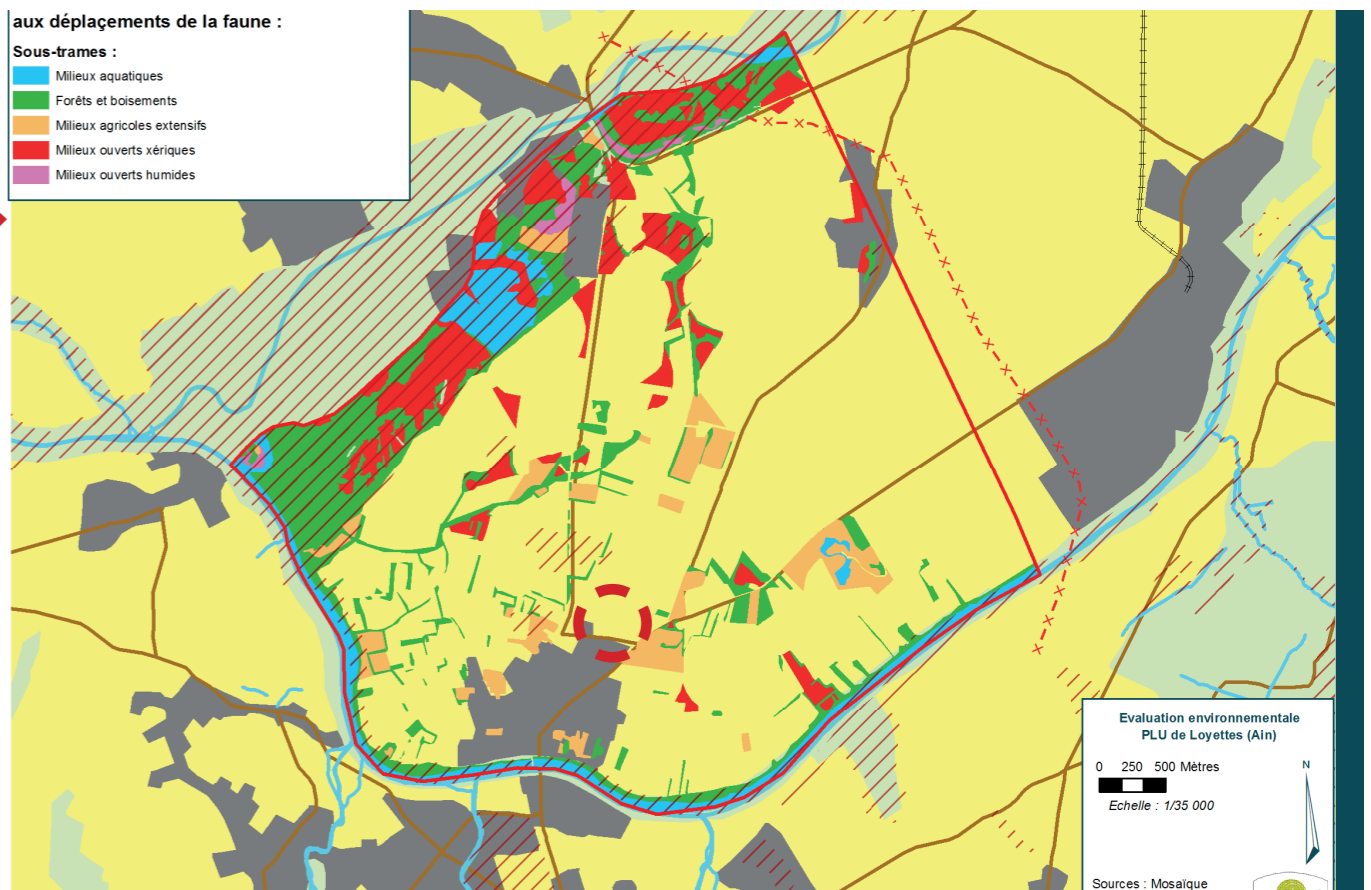 aux déplacements de la faune :
Sous-trames :
Milieux aquatiques
Forêts et boisements
Milieux agricoles extensifs
Milieux ouverts xériques
Milieux ouverts humides
Evaluation environnementale
PLU de Loyettes (Ain)
0 250 500 Mètres
Echelle : 1/35 000
N
Sources : Mosaïque